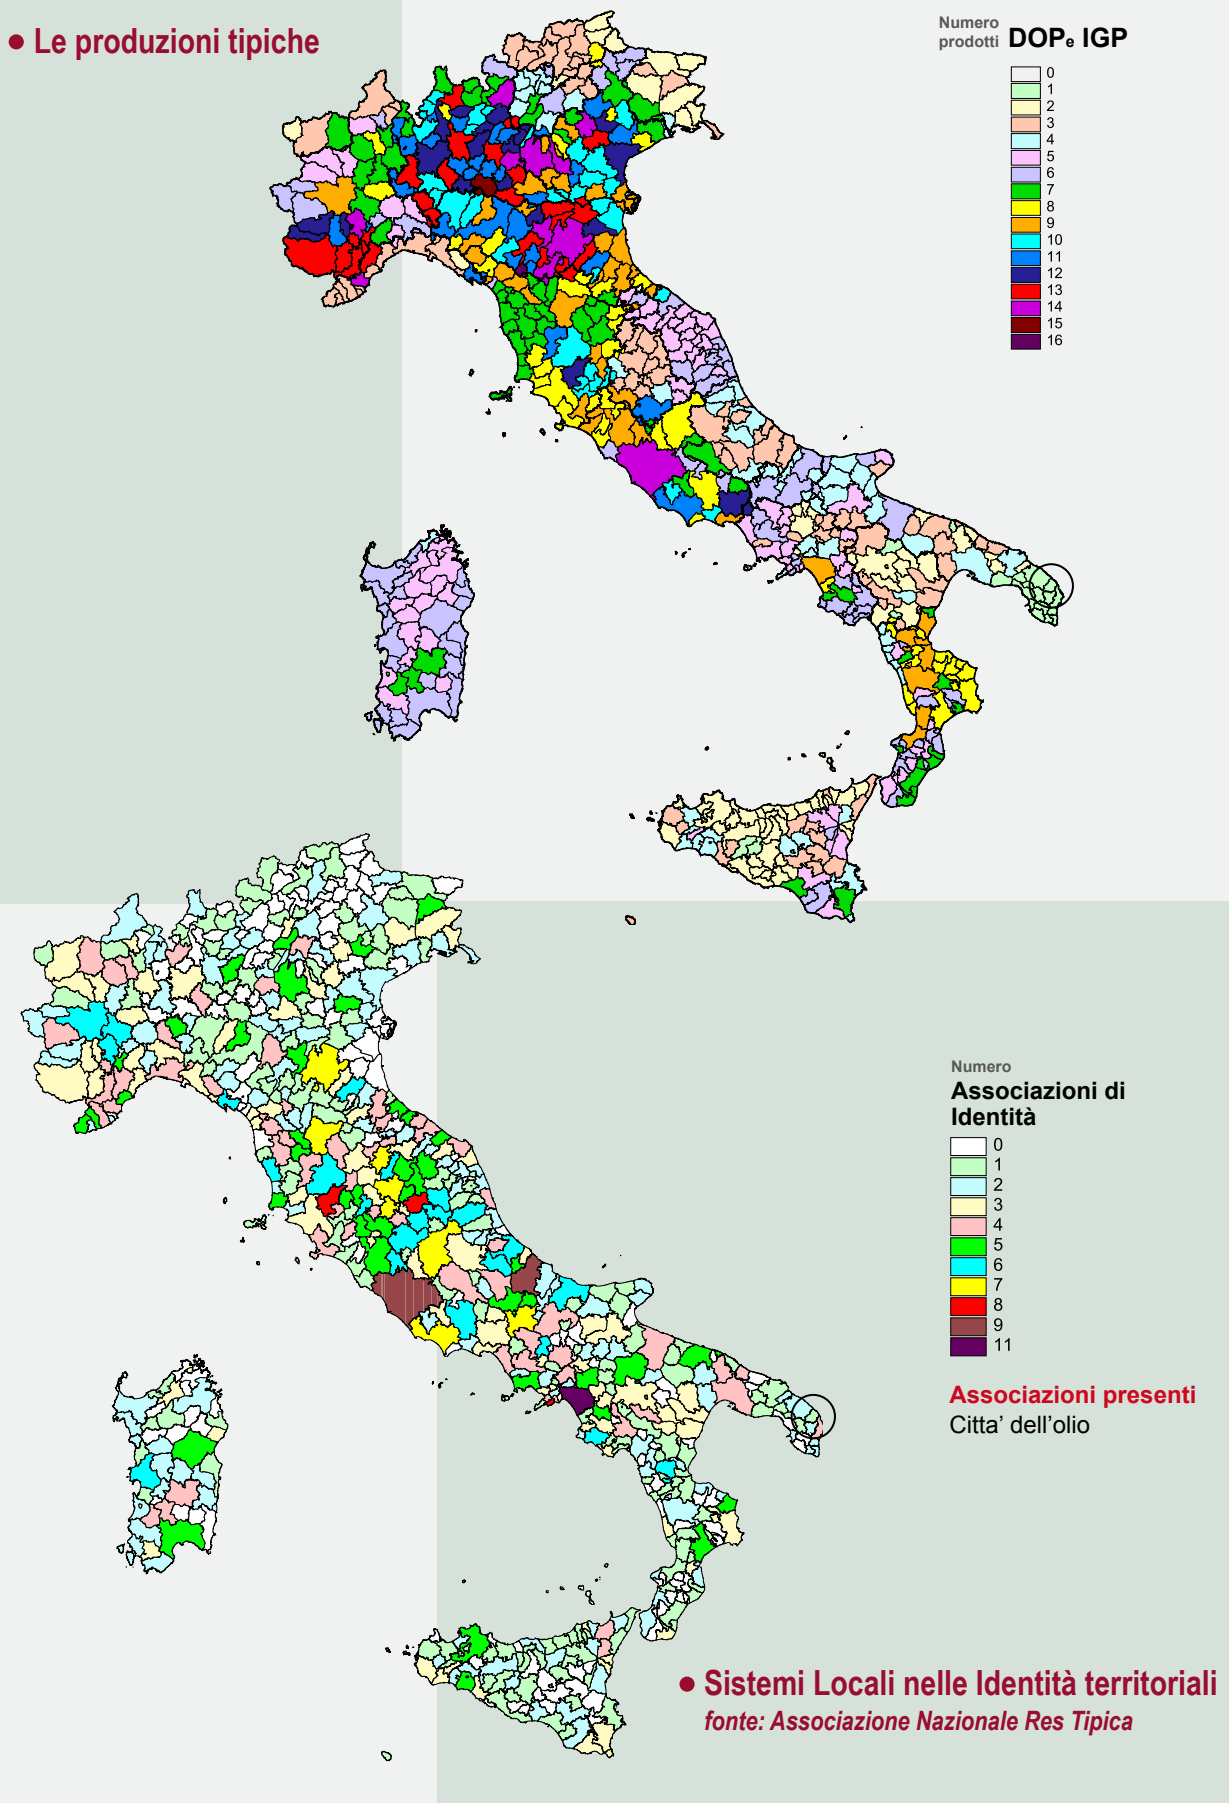 • Le produzioni tipiche
Numero
prodotti DOPe IGP
0
1
2
3
4
5
6
7
8
9
10
11
12
13
14
15
16
Numero
Associazioni di
Identità
0
1
2
3
4
5
6
7
8
9
11
Associazioni presenti
Citta' dell'olio
• Sistemi Locali nelle Identità territoriali
fonte: Associazione Nazionale Res Tipica